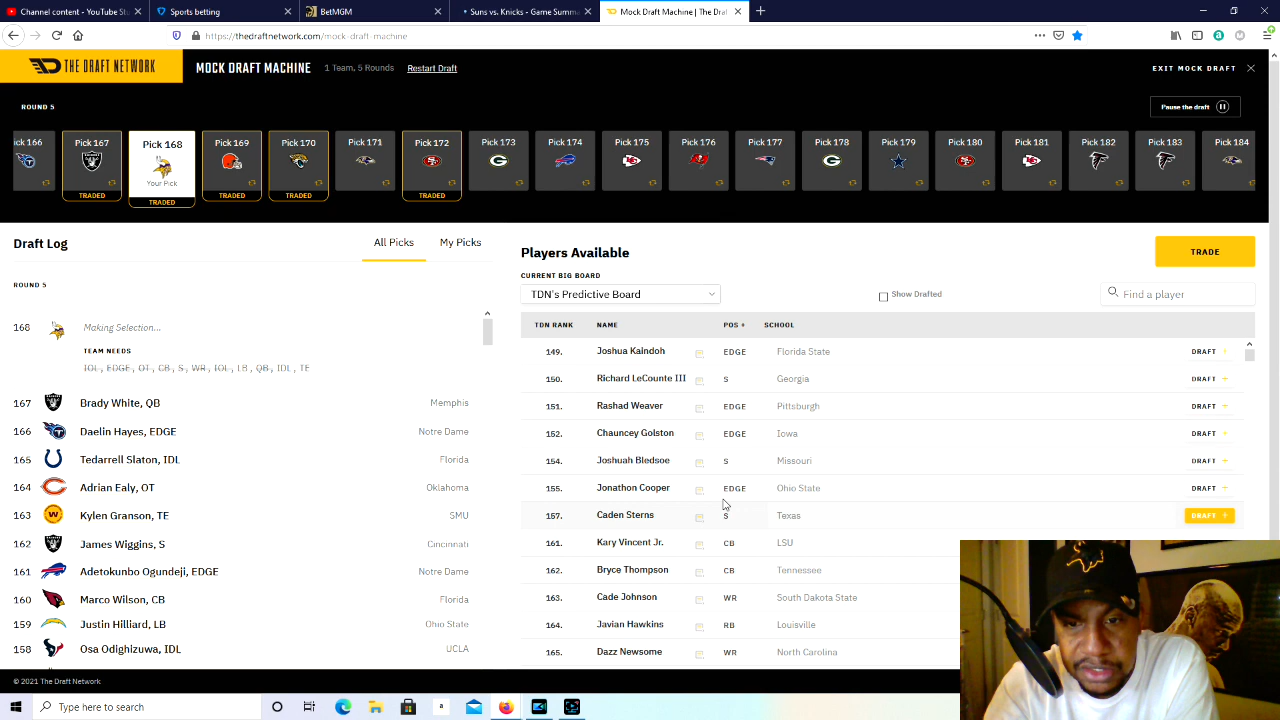 Content content - YouTube Stu
Sports betting
BetMGM
Suns vs. Knicks - Game Summa
Mock Draft Machine | The Draf
https://thedraftnetwork.com/mock-draft-machine
THE DRAFT NETWORK
MOCK DRAFT MACHINE
1 Team, 5 Rounds
Restart Draft
EXIT MOCK DRAFT
ROUND 5
Pause the draft
ick 166
Pick 167
Pick 168
Pick 169
Pick 170
Pick 171
Pick 172
Pick 173
Pick 174
Pick 175
Pick 176
Pick 177
Pick 178
Pick 179
Pick 180
Pick 181
Pick 182
Pick 183
Pick 184
Your Pick
TRADED
TRADED
TRADED
TRADED
TRADED
Draft Log
All Picks
My Picks
ROUND 5
168 Making Selection...
TEAM NEEDS
IOL, EDGE, OT, CB, S, WR, IOL, LB, QB, IDL, TE
167 Brady White, QB Memphis
166 Daelin Hayes, EDGE Notre Dame
165 Tedarrell Slaton, IDL Florida
164 Adrian Ealy, OT Oklahoma
163 Kylen Granson, TE SMU
162 James Wiggins, S Cincinnati
161 Adetokunbo Ogundeji, EDGE Notre Dame
160 Marco Wilson, CB Florida
159 Justin Hilliard, LB Ohio State
158 Osa Odighizuwa, IDL UCLA
Players Available
TRADE
CURRENT BIG BOARD
TDN's Predictive Board
Show Drafted
Find a player
TDN RANK NAME POS + SCHOOL
149. Joshua Kaindoh EDGE Florida State DRAFT +
150. Richard LeCounte III S Georgia DRAFT +
151. Rashad Weaver EDGE Pittsburgh DRAFT +
152. Chauncey Golston EDGE Iowa DRAFT +
154. Joshuah Bledsoe S Missouri DRAFT +
155. Jonathon Cooper EDGE Ohio State DRAFT +
157. Caden Sterns S Texas DRAFT +
161. Kary Vincent Jr. CB LSU
162. Bryce Thompson CB Tennessee
163. Cade Johnson WR South Dakota State
164. Javian Hawkins RB Louisville
165. Dazz Newsome WR North Carolina
© 2021 The Draft Network
Type here to search